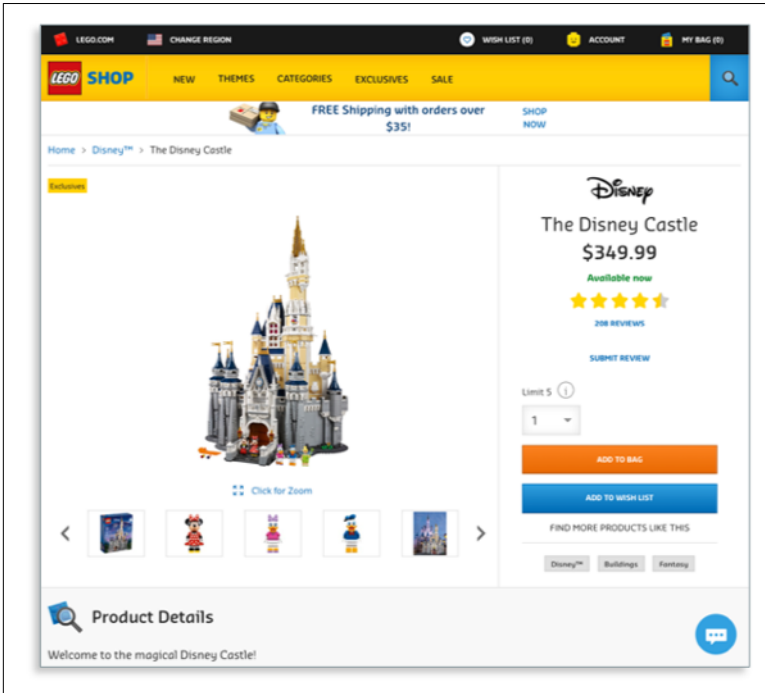 LEGO.COM CHANGE REGION WISH LIST (0) ACCOUNT MY BAG (0)
LEGO SHOP NEW THEMES CATEGORIES EXCLUSIVES SALE
FREE Shipping with orders over
$35!
SHOP
NOW
Home > Disney™ > The Disney Castle
Exclusives
Disney
The Disney Castle
$349.99
Available now
208 REVIEWS
SUBMIT REVIEW
Limit 5 i
1
ADD TO BAG
Click for Zoom
ADD TO WISH LIST
FIND MORE PRODUCTS LIKE THIS
Disney™ Buildings Fantasy
Product Details
Welcome to the magical Disney Castle!